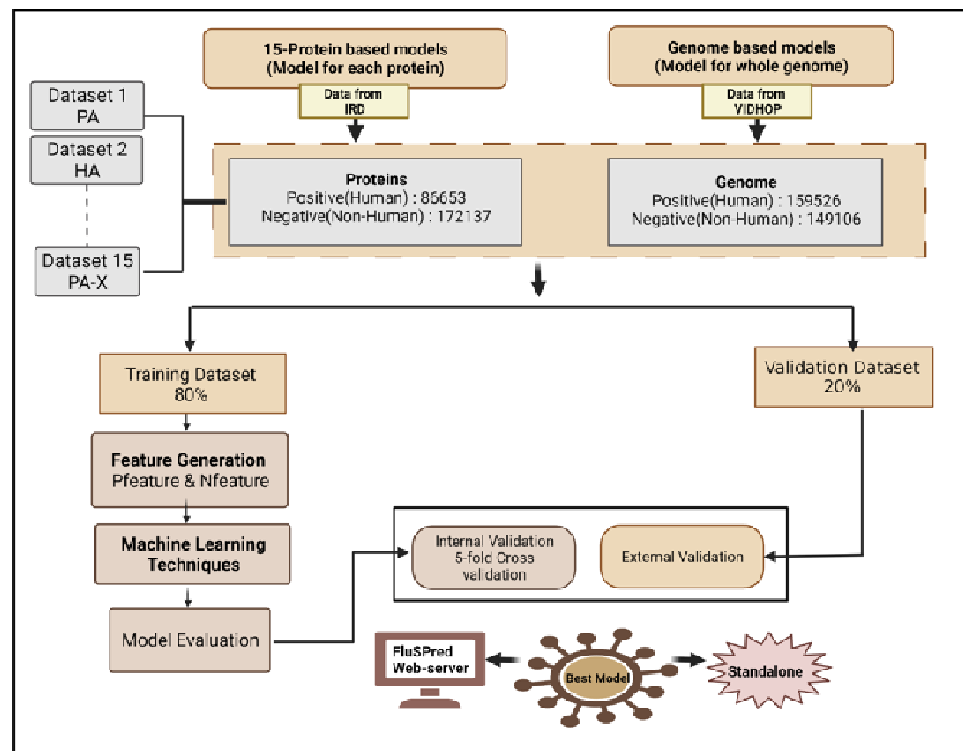 15-Protein based models
(Model for each protein)
Genome based models
(Model for whole genome)
Data from
IRD
Data from
VIDHOP
Dataset 1
PA
Dataset 2
HA
Dataset 15
PA-X
Proteins
Positive(Human) : 86653
Negative(Non-Human) : 172137
Genome
Positive(Human) : 159526
Negative(Non-Human) : 149106
Training Dataset
80%
Validation Dataset
20%
Feature Generation
Pfeature & Nfeature
Machine Learning
Techniques
Model Evaluation
Internal Validation
5-fold Cross
validation
External Validation
FluSPred
Web-server
Best Model
Standalone